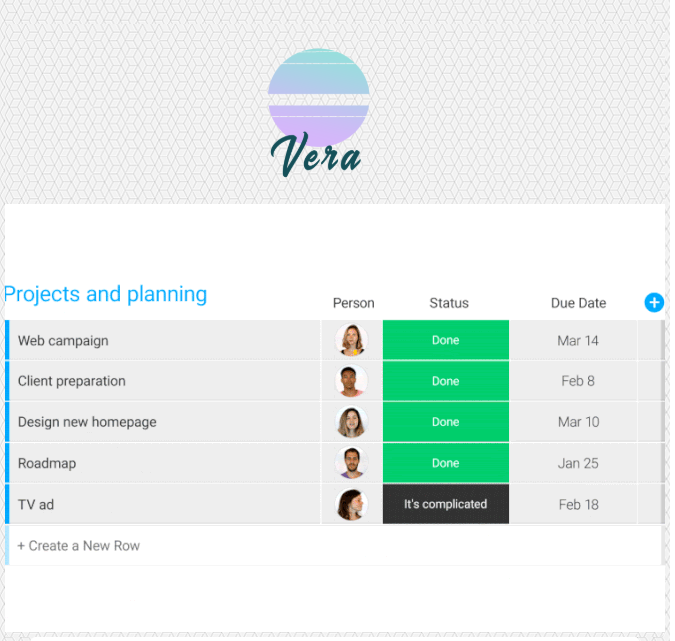 Vera
Projects and planning
Person Status Due Date
Web campaign Done Mar 14
Client preparation Done Feb 8
Design new homepage Done Mar 10
Roadmap Done Jan 25
TV ad It's complicated Feb 18
+ Create a New Row